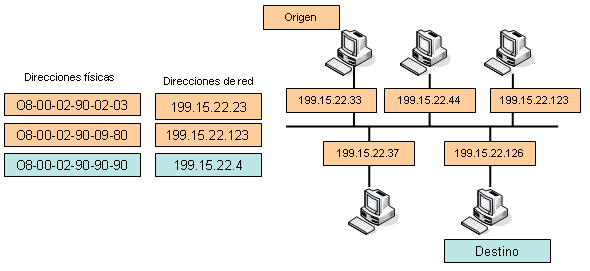 Origen
Direcciones físicas
Direcciones de red
O8-00-02-90-02-03
199.15.22.23
O8-00-02-90-09-80
199.15.22.123
O8-00-02-90-90-90
199.15.22.4
199.15.22.33
199.15.22.44
199.15.22.123
199.15.22.37
199.15.22.126
Destino